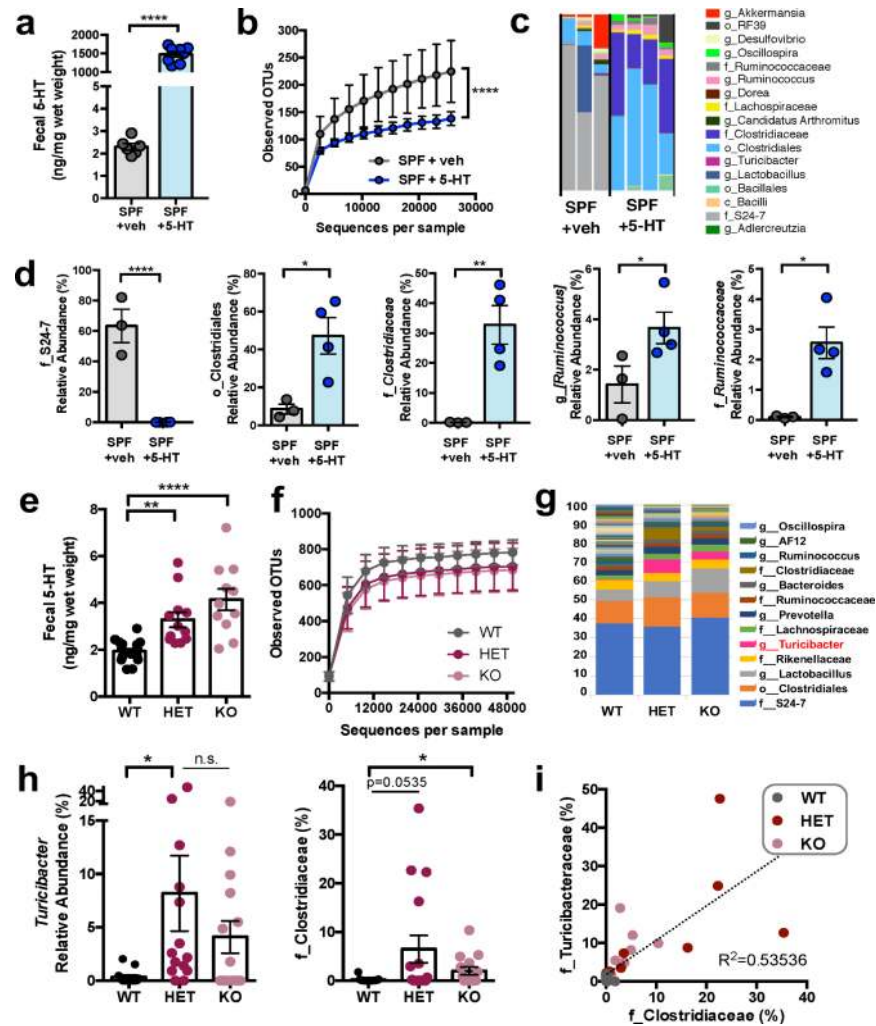 a
****
Fecal 5-HT
(ng/mg wet weight)
2000
1500
1000
4
3
2
1
0
SPF
+veh
SPF
+5-HT
b
Observed OTUs
300
250
200
150
100
50
0
****
SPF + veh
SPF + 5-HT
0
10000
20000
30000
Sequences per sample
c
SPF
+veh
SPF
+5-HT
g_Akkermansia
o_RF39
g_Desulfovibrio
g_Oscillospira
f_Ruminococcaceae
g_Ruminococcus
g_Dorea
f_Lachospiraceae
g_Candidatus Arthromitus
f_Clostridiaceae
o_Clostridiales
g_Turicibacter
g_Lactobacillus
o_Bacillales
c_Bacilli
f_S24-7
g_Adlercreutzia
d
f_S24-7
Relative Abundance (%)
****
100
80
60
40
20
0
SPF
+veh
SPF
+5-HT
o_Clostridiales
Relative Abundance (%)
*
80
60
40
20
0
SPF
+veh
SPF
+5-HT
f_Clostridiaceae
Relative Abundance (%)
**
50
40
30
20
10
0
SPF
+veh
SPF
+5-HT
g_[Ruminococcus]
Relative Abundance (%)
*
6
4
2
0
SPF
+veh
SPF
+5-HT
f_Ruminococcaceae
Relative Abundance (%)
*
6
4
2
0
SPF
+veh
SPF
+5-HT
e
Fecal 5-HT
(ng/mg wet weight)
****
**
8
6
4
2
0
WT
HET
KO
f
Observed OTUs
1000
800
600
400
200
0
WT
HET
KO
0
12000
24000
36000
48000
Sequences per sample
g
100
90
80
70
60
50
40
30
20
10
0
WT
HET
KO
g__Oscillospira
g__AF12
g__Ruminococcus
f__Clostridiaceae
g__Bacteroides
f__Ruminococcaceae
g__Prevotella
f__Lachnospiraceae
g__Turicibacter
f__Rikenellaceae
g__Lactobacillus
o__Clostridiales
f__S24-7
h
Turicibacter
Relative Abundance (%)
*
n.s.
40
20
15
10
5
0
WT
HET
KO
f_Clostridiaceae (%)
*
p=0.0535
40
30
20
10
0
WT
HET
KO
i
f_Turicibacteraceae (%)
50
40
30
20
10
0
WT
HET
KO
R²=0.53536
0
10
20
30
40
f_Clostridiaceae (%)